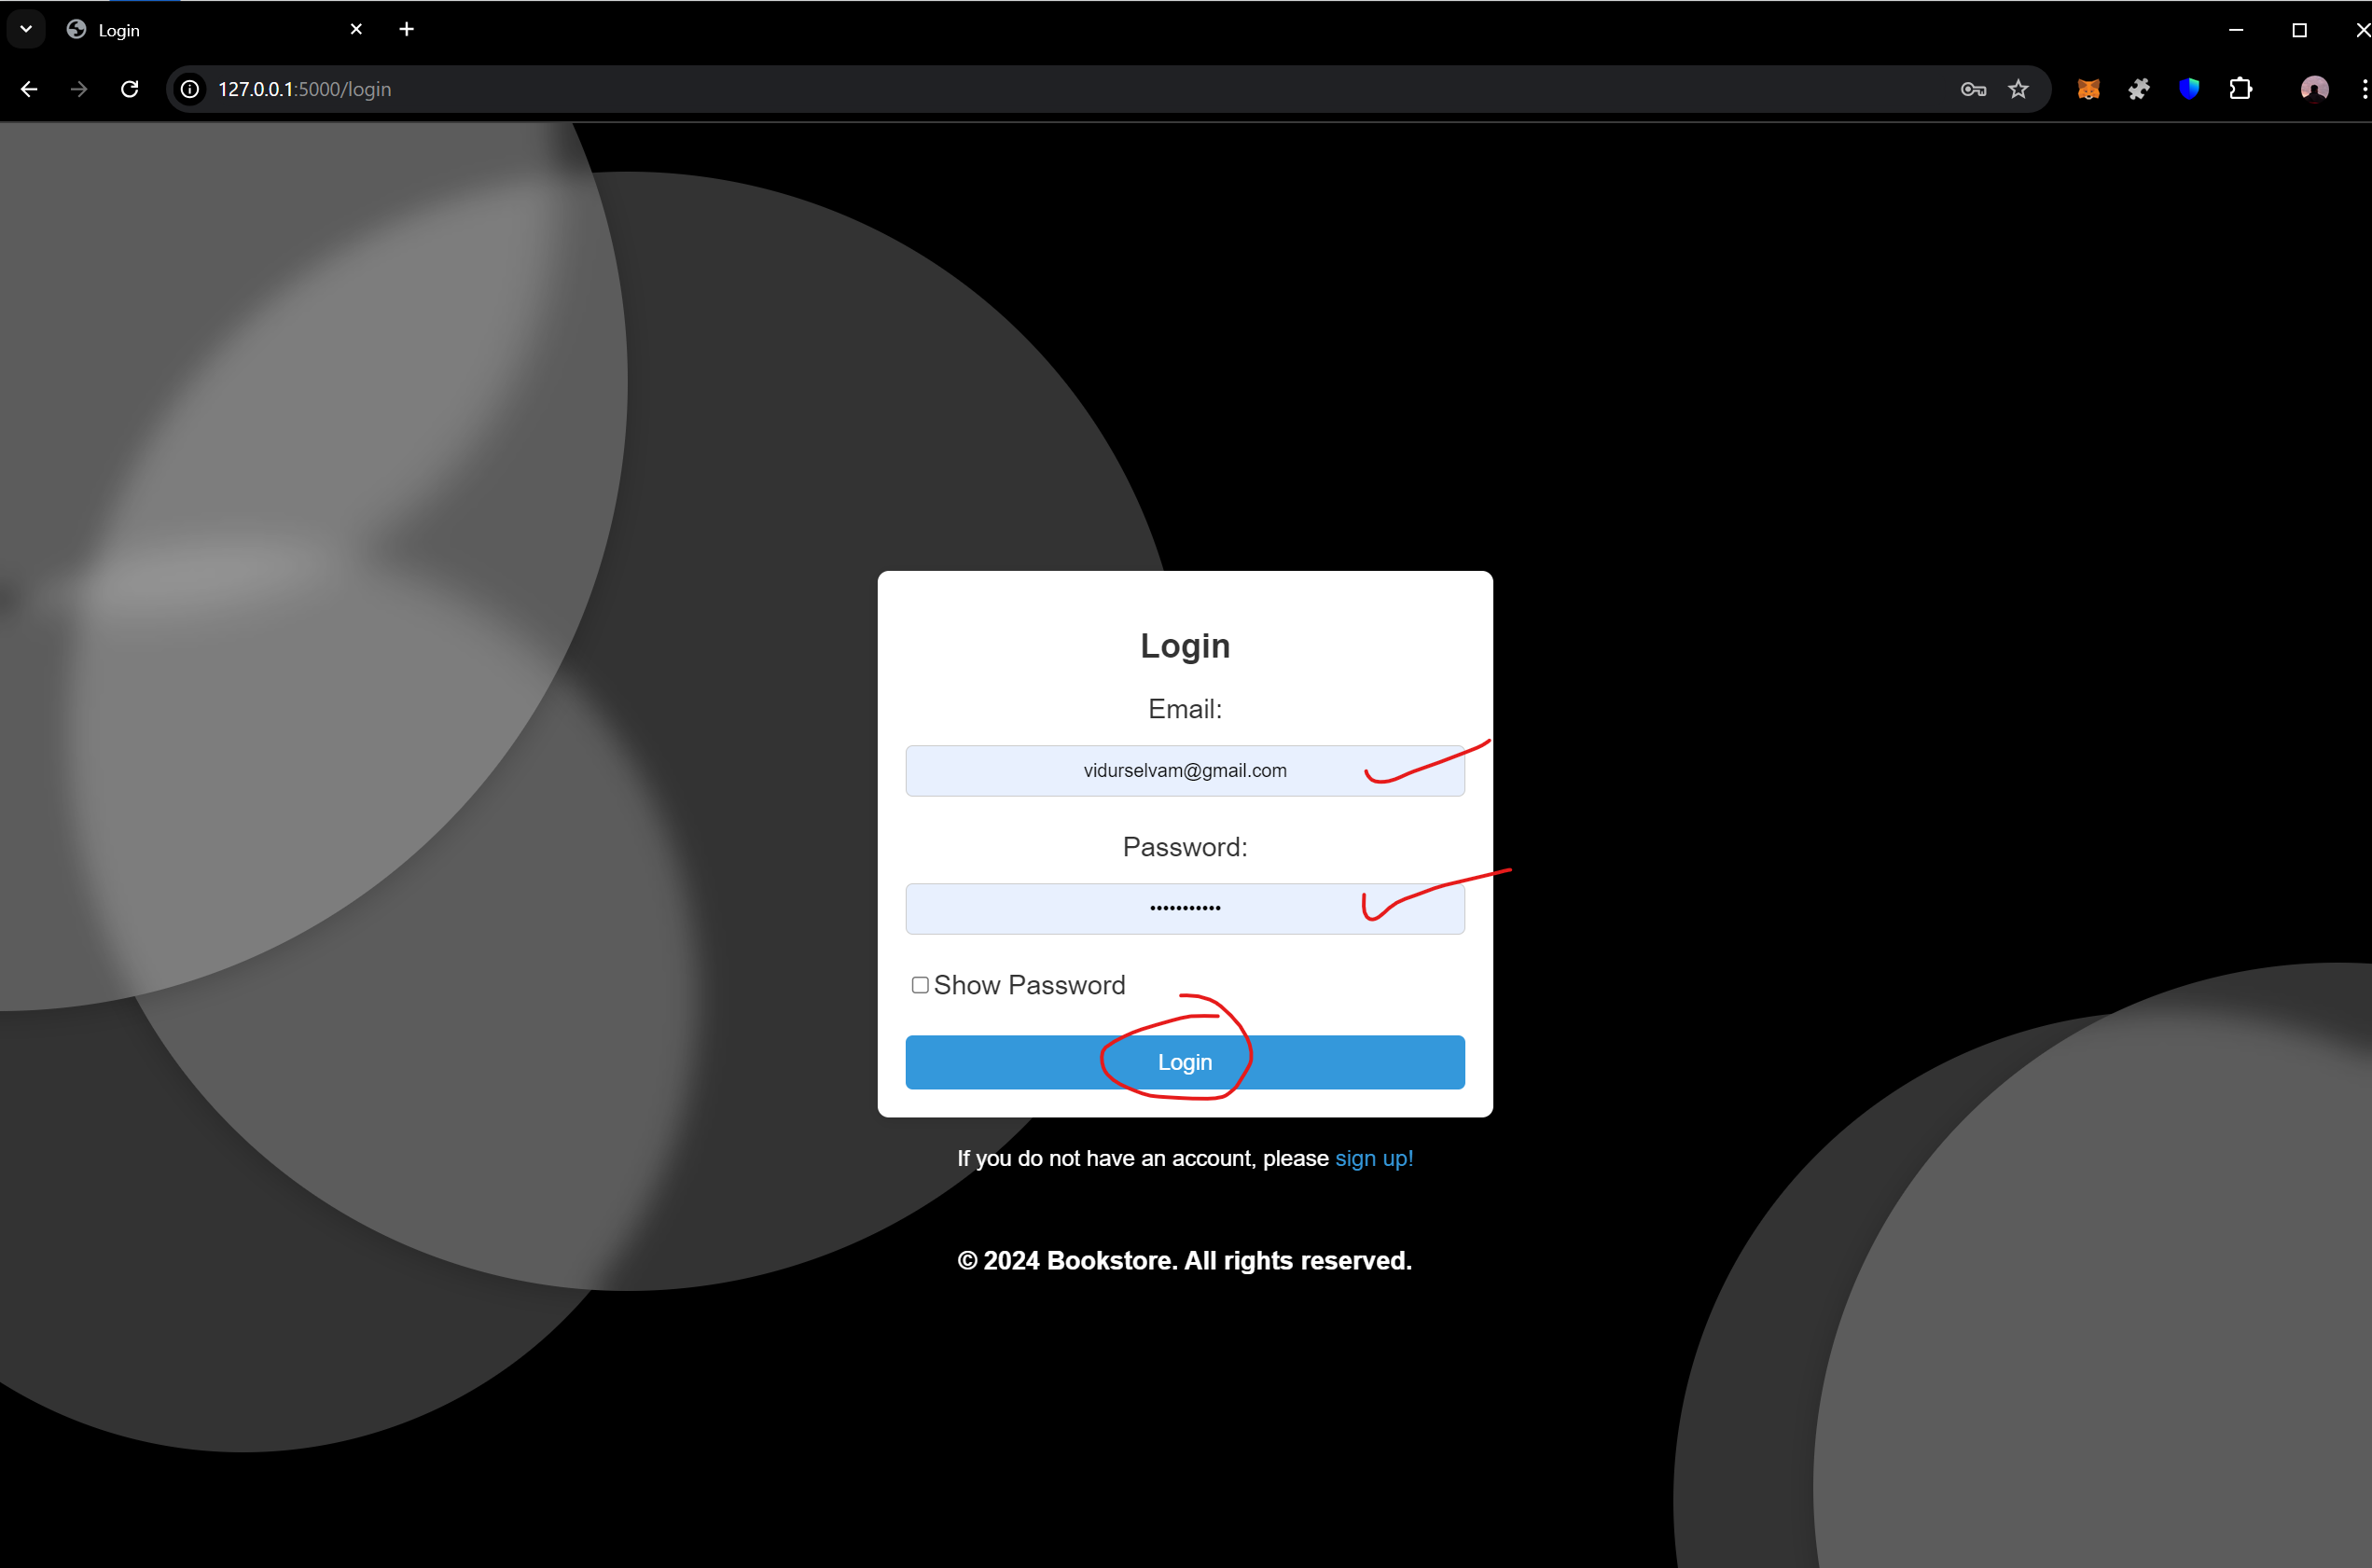 Login
127.0.0.1:5000/login
Login
Email:
vidurselvam@gmail.com
Password:
•••••••••••
Show Password
Login
If you do not have an account, please sign up!
© 2024 Bookstore. All rights reserved.